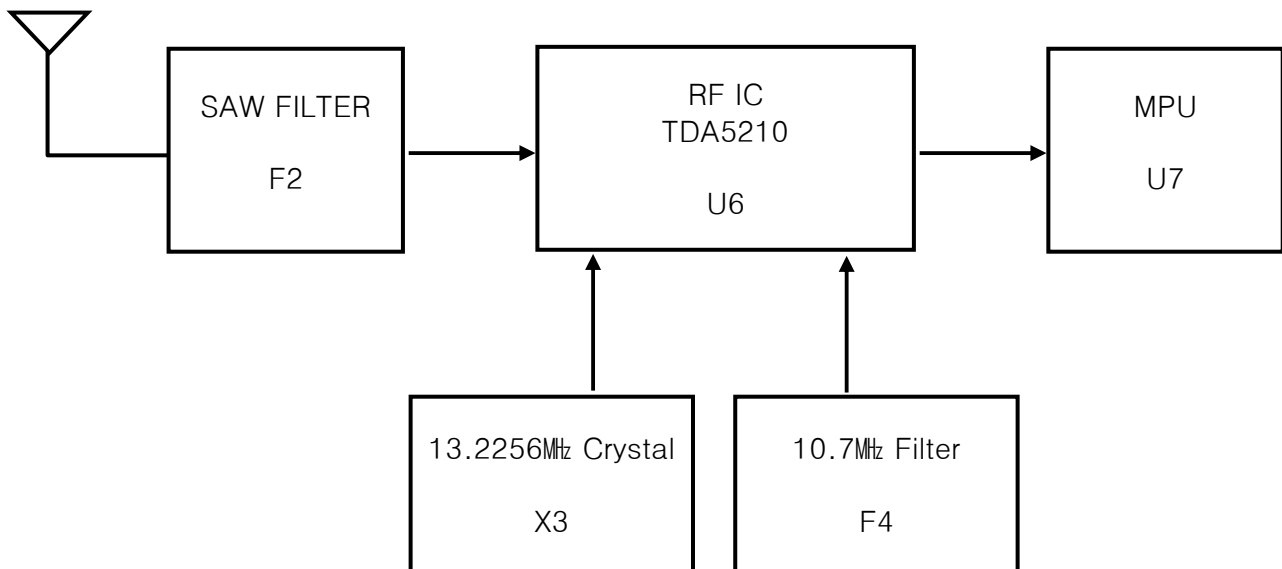 SAW FILTER
F2
RF IC
TDA5210
U6
MPU
U7
13.2256㎒ Crystal
X3
10.7㎒ Filter
F4